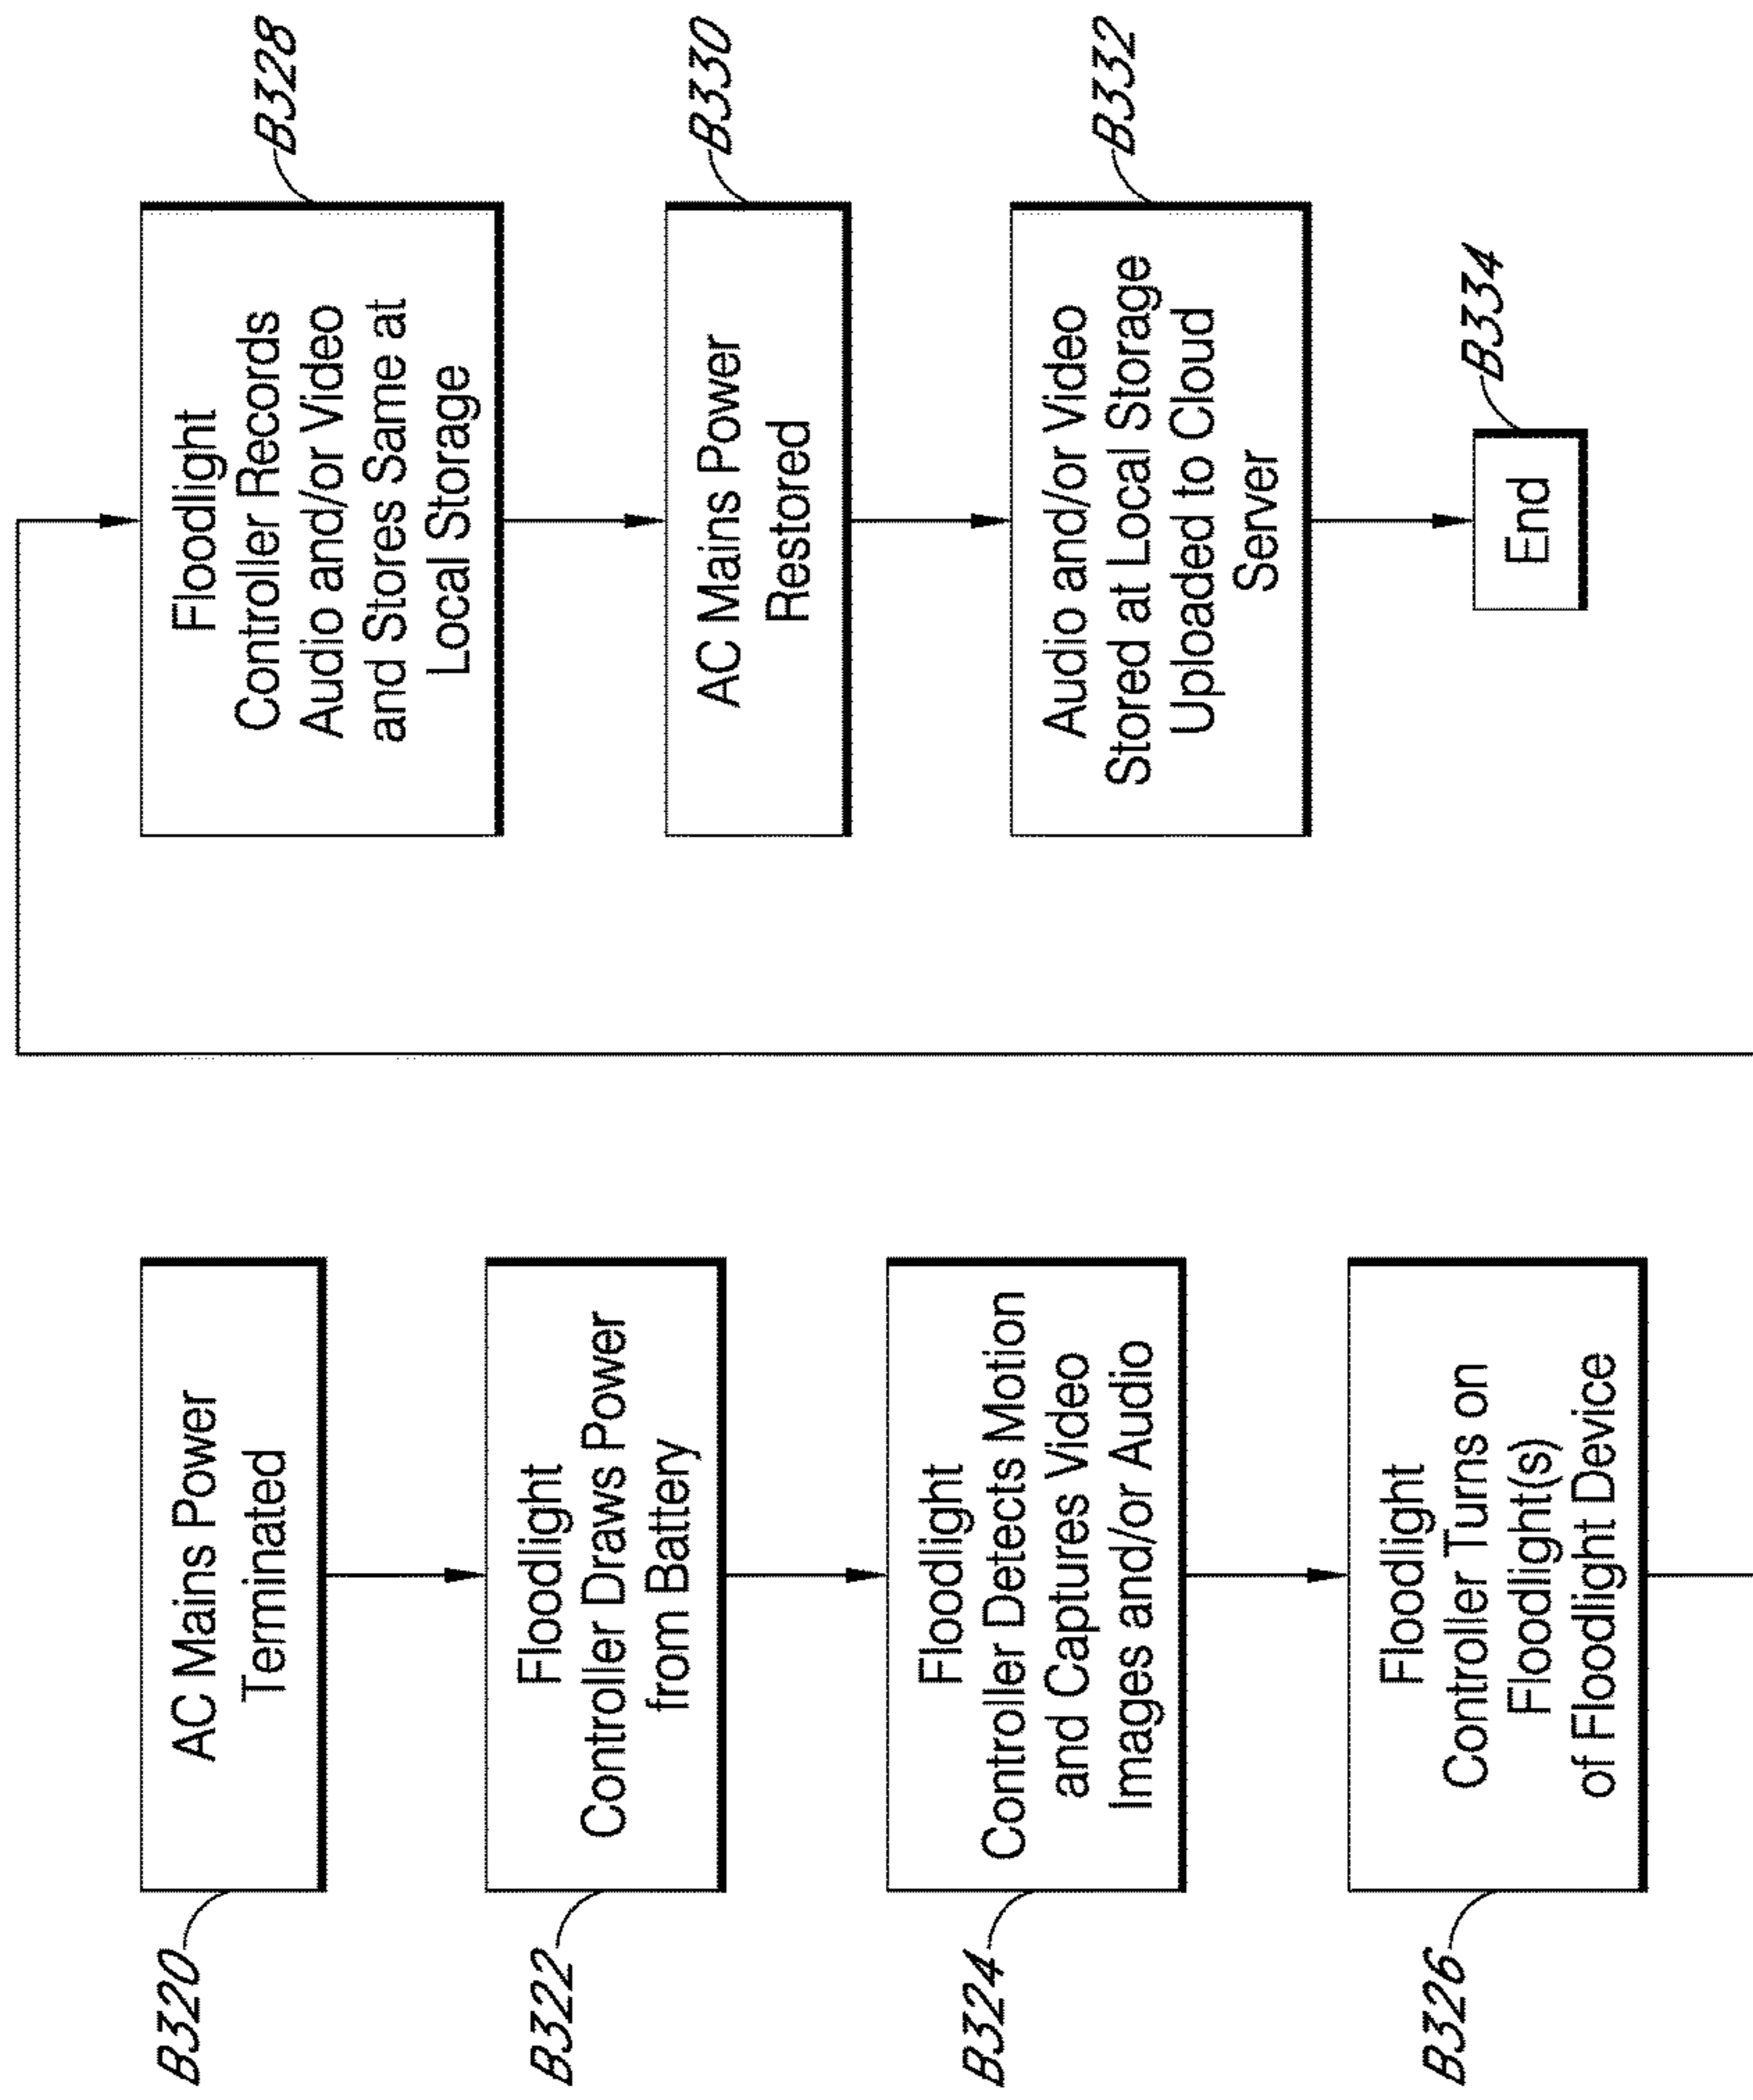 B320
AC Mains Power
Terminated
B322
Floodlight
Controller Draws Power
from Battery
B324
Floodlight
Controller Detects Motion
and Captures Video
Images and/or Audio
B326
Floodlight
Controller Turns on
Floodlight(s)
of Floodlight Device
B328
Floodlight
Controller Records
Audio and/or Video
and Stores Same at
Local Storage
B330
AC Mains Power
Restored
B332
Audio and/or Video
Stored at Local Storage
Uploaded to Cloud
Server
B334
End